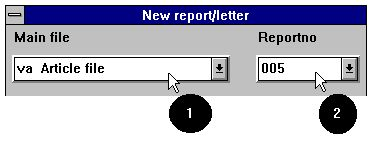 New report/letter
Main file Reportno
va Article file 005
1 2